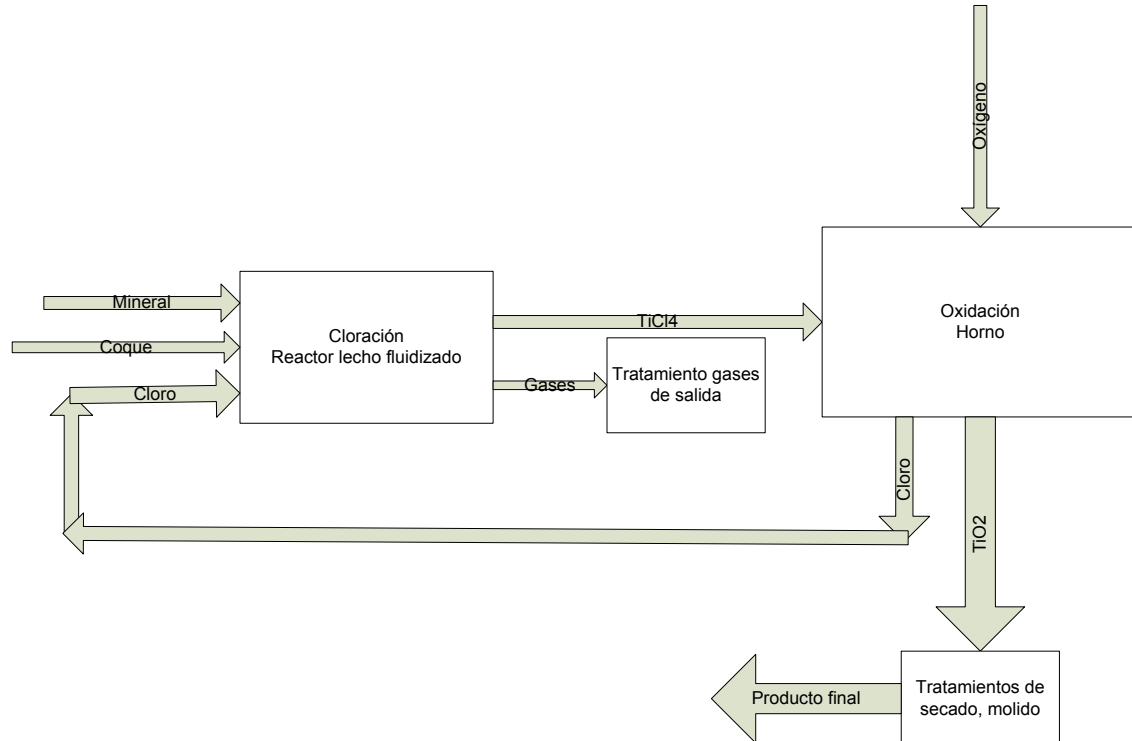 Oxígeno
Mineral
Coque
Cloro
Cloración
Reactor lecho fluidizado
TiCl4
Gases
Tratamiento gases
de salida
Oxidación
Horno
Cloro
TiO2
Tratamientos de
secado, molido
Producto final